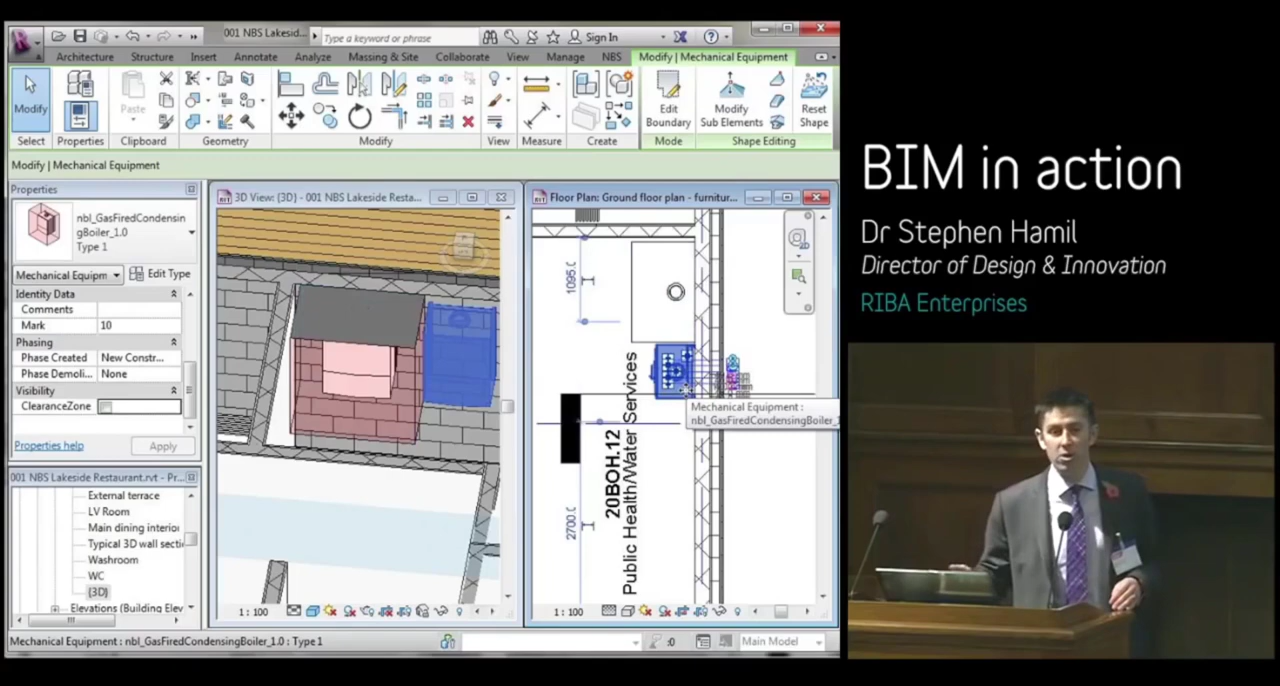 001 NBS Lakesid...
Type a keyword or phrase
Sign In
Architecture
Structure
Insert
Annotate
Analyze
Massing & Site
Collaborate
View
Manage
NBS
Modify | Mechanical Equipment
Modify
Paste
Edit
Boundary
Modify
Sub Elements
Reset
Shape
Select
Properties
Clipboard
Geometry
Modify
View
Measure
Create
Mode
Shape Editing
Modify | Mechanical Equipment
Properties
nbl_GasFiredCondensin
gBoiler_1.0
Type 1
Mechanical Equipm
Edit Type
Identity Data
Comments
Mark
10
Phasing
Phase Created
New Constr...
Phase Demoli...
None
Visibility
ClearanceZone
Properties help
Apply
001 NBS Lakeside Restaurant.rvt - Pr...
External terrace
LV Room
Main dining interior
Typical 3D wall secti
Washroom
WC
{3D}
Elevations (Building Elev
3D View: {3D} - 001 NBS Lakeside Resta...
1 : 100
Floor Plan: Ground floor plan - furnitur...
2D
1095.0
Public Health/Water Services
20BOH.12
2700.0
Mechanical Equipment :
nbl_GasFiredCondensingBoiler_1
1 : 100
Mechanical Equipment : nbl_GasFiredCondensingBoiler_1.0 : Type 1
:0
Main Model
BIM in action
Dr Stephen Hamil
Director of Design & Innovation
RIBA Enterprises